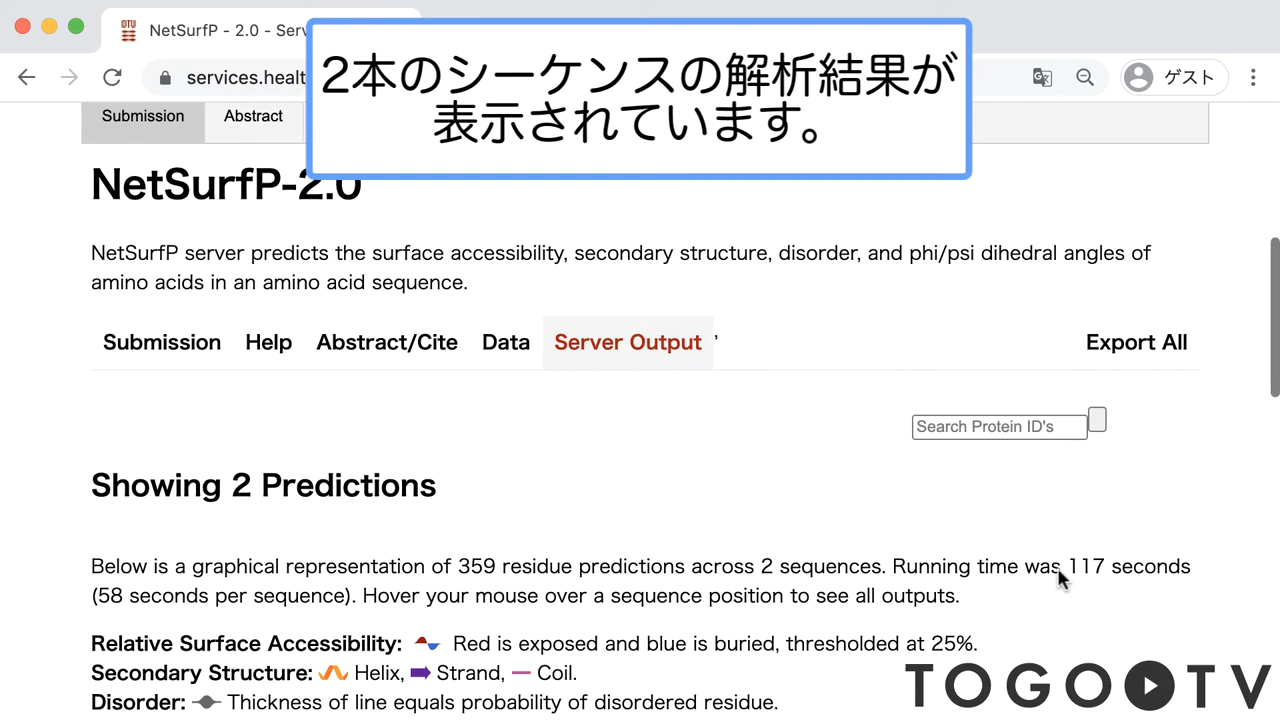 NetSurfP - 2.0 - Serv
services.healt
ゲスト
2本のシーケンスの解析結果が
表示されています。
Submission Abstract
NetSurfP-2.0
NetSurfP server predicts the surface accessibility, secondary structure, disorder, and phi/psi dihedral angles of
amino acids in an amino acid sequence.
Submission Help Abstract/Cite Data Server Output ’ Export All
Search Protein ID's
Showing 2 Predictions
Below is a graphical representation of 359 residue predictions across 2 sequences. Running time was 117 seconds
(58 seconds per sequence). Hover your mouse over a sequence position to see all outputs.
Relative Surface Accessibility: Red is exposed and blue is buried, thresholded at 25%.
Secondary Structure: Helix, Strand, Coil.
Disorder: Thickness of line equals probability of disordered residue.
TOGO TV